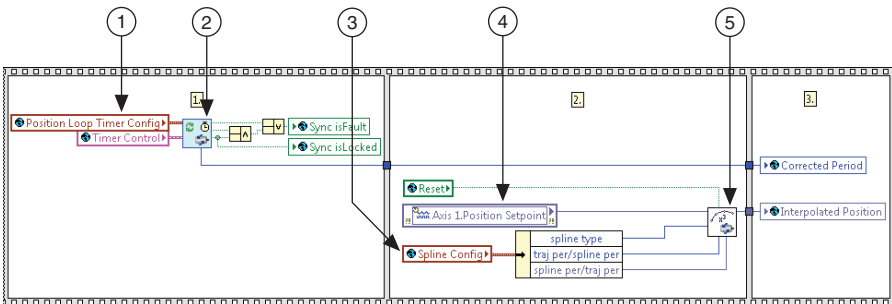 1 2 3 4 5
1. 2. 3.
Position Loop Timer Config
Timer Control
Sync isFault
Sync isLocked
Reset
Axis 1.Position Setpoint
Spline Config
spline type
traj per/spline per
spline per/traj per
Corrected Period
Interpolated Position